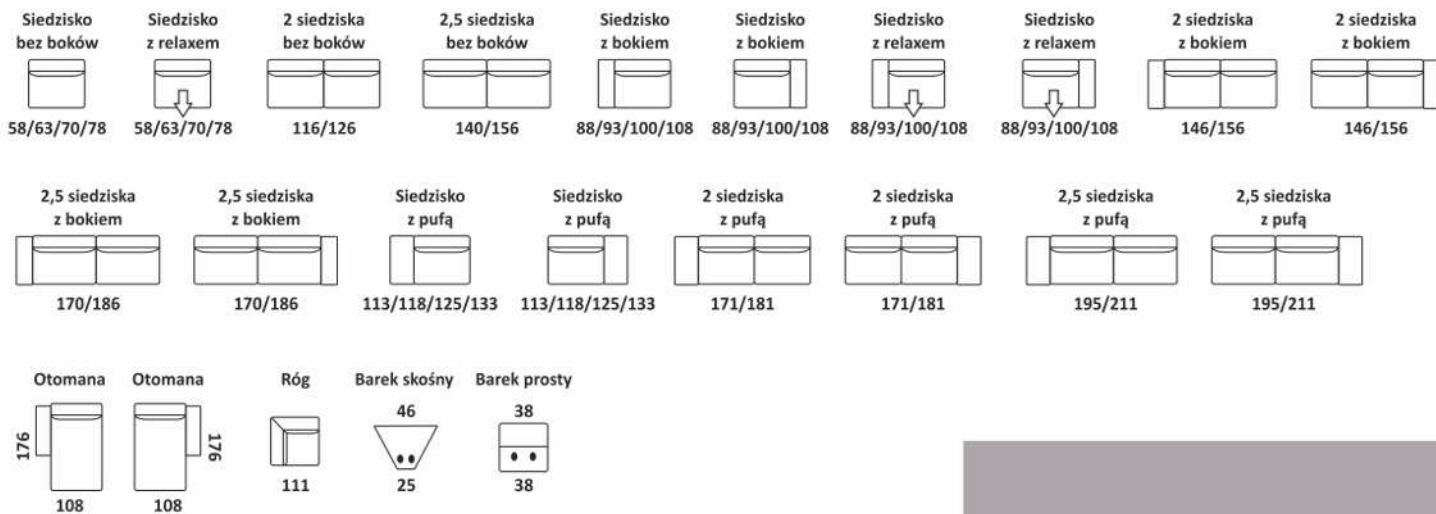 Siedzisko bez boków
58/63/70/78
Siedzisko z relaxem
58/63/70/78
2 siedziska bez boków
116/126
2,5 siedziska bez boków
140/156
Siedzisko z bokiem
88/93/100/108
Siedzisko z bokiem
88/93/100/108
Siedzisko z relaxem
88/93/100/108
Siedzisko z relaxem
88/93/100/108
2 siedziska z bokiem
146/156
2 siedziska z bokiem
146/156
2,5 siedziska z bokiem
170/186
2,5 siedziska z bokiem
170/186
Siedzisko z pufą
113/118/125/133
Siedzisko z pufą
113/118/125/133
2 siedziska z pufą
171/181
2 siedziska z pufą
171/181
2,5 siedziska z pufą
195/211
2,5 siedziska z pufą
195/211
Otomana
176
108
Otomana
176
108
Róg
111
Barek skośny
46
25
Barek prosty
38
38